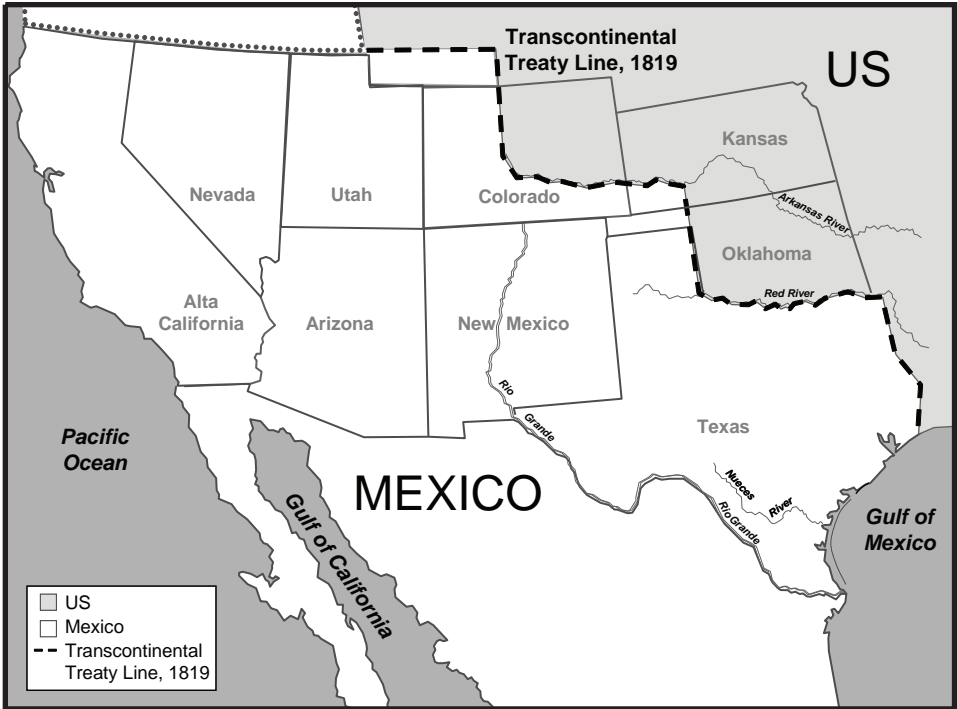 Transcontinental
Treaty Line, 1819
US
Kansas
Nevada
Utah
Colorado
Arkansas River
Oklahoma
Red River
Alta
California
Arizona
New Mexico
Rio
Grande
Texas
Pacific
Ocean
MEXICO
Nueces
River
Rio Grande
Gulf of
Mexico
Gulf of California
US
Mexico
Transcontinental
Treaty Line, 1819